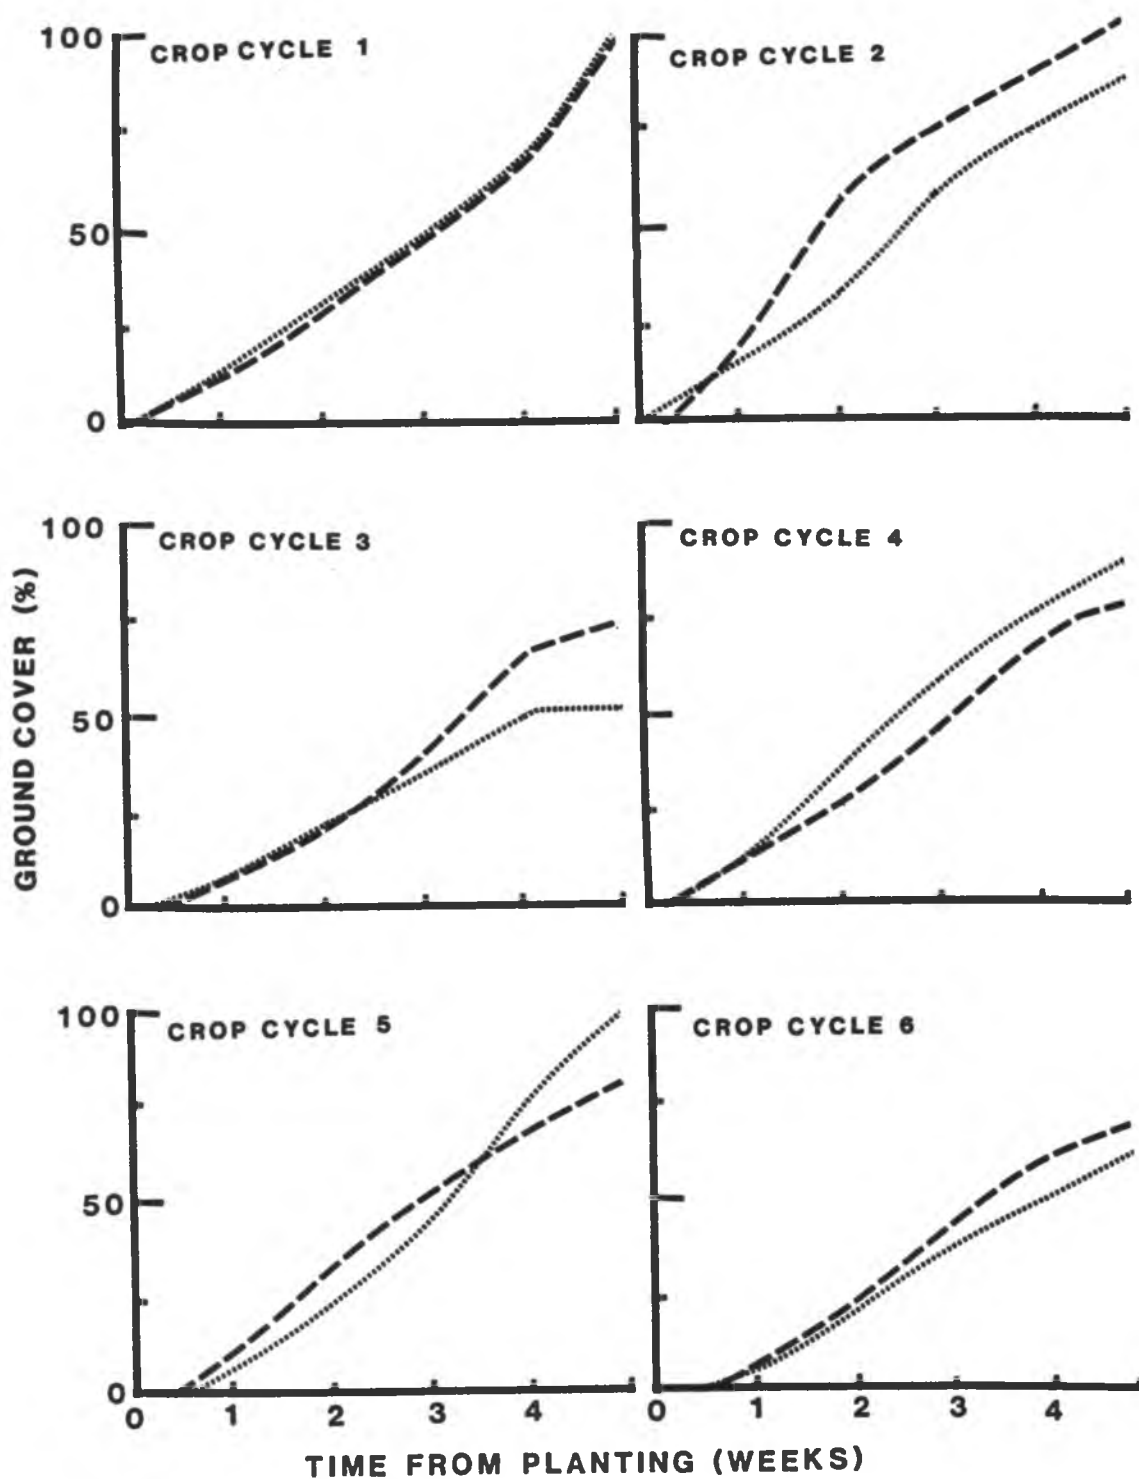 100
CROP CYCLE 1
50
0
CROP CYCLE 2
100
CROP CYCLE 3
50
0
CROP CYCLE 4
GROUND COVER (%)
100
CROP CYCLE 5
50
0
0 1 2 3 4
CROP CYCLE 6
0 1 2 3 4
TIME FROM PLANTING (WEEKS)